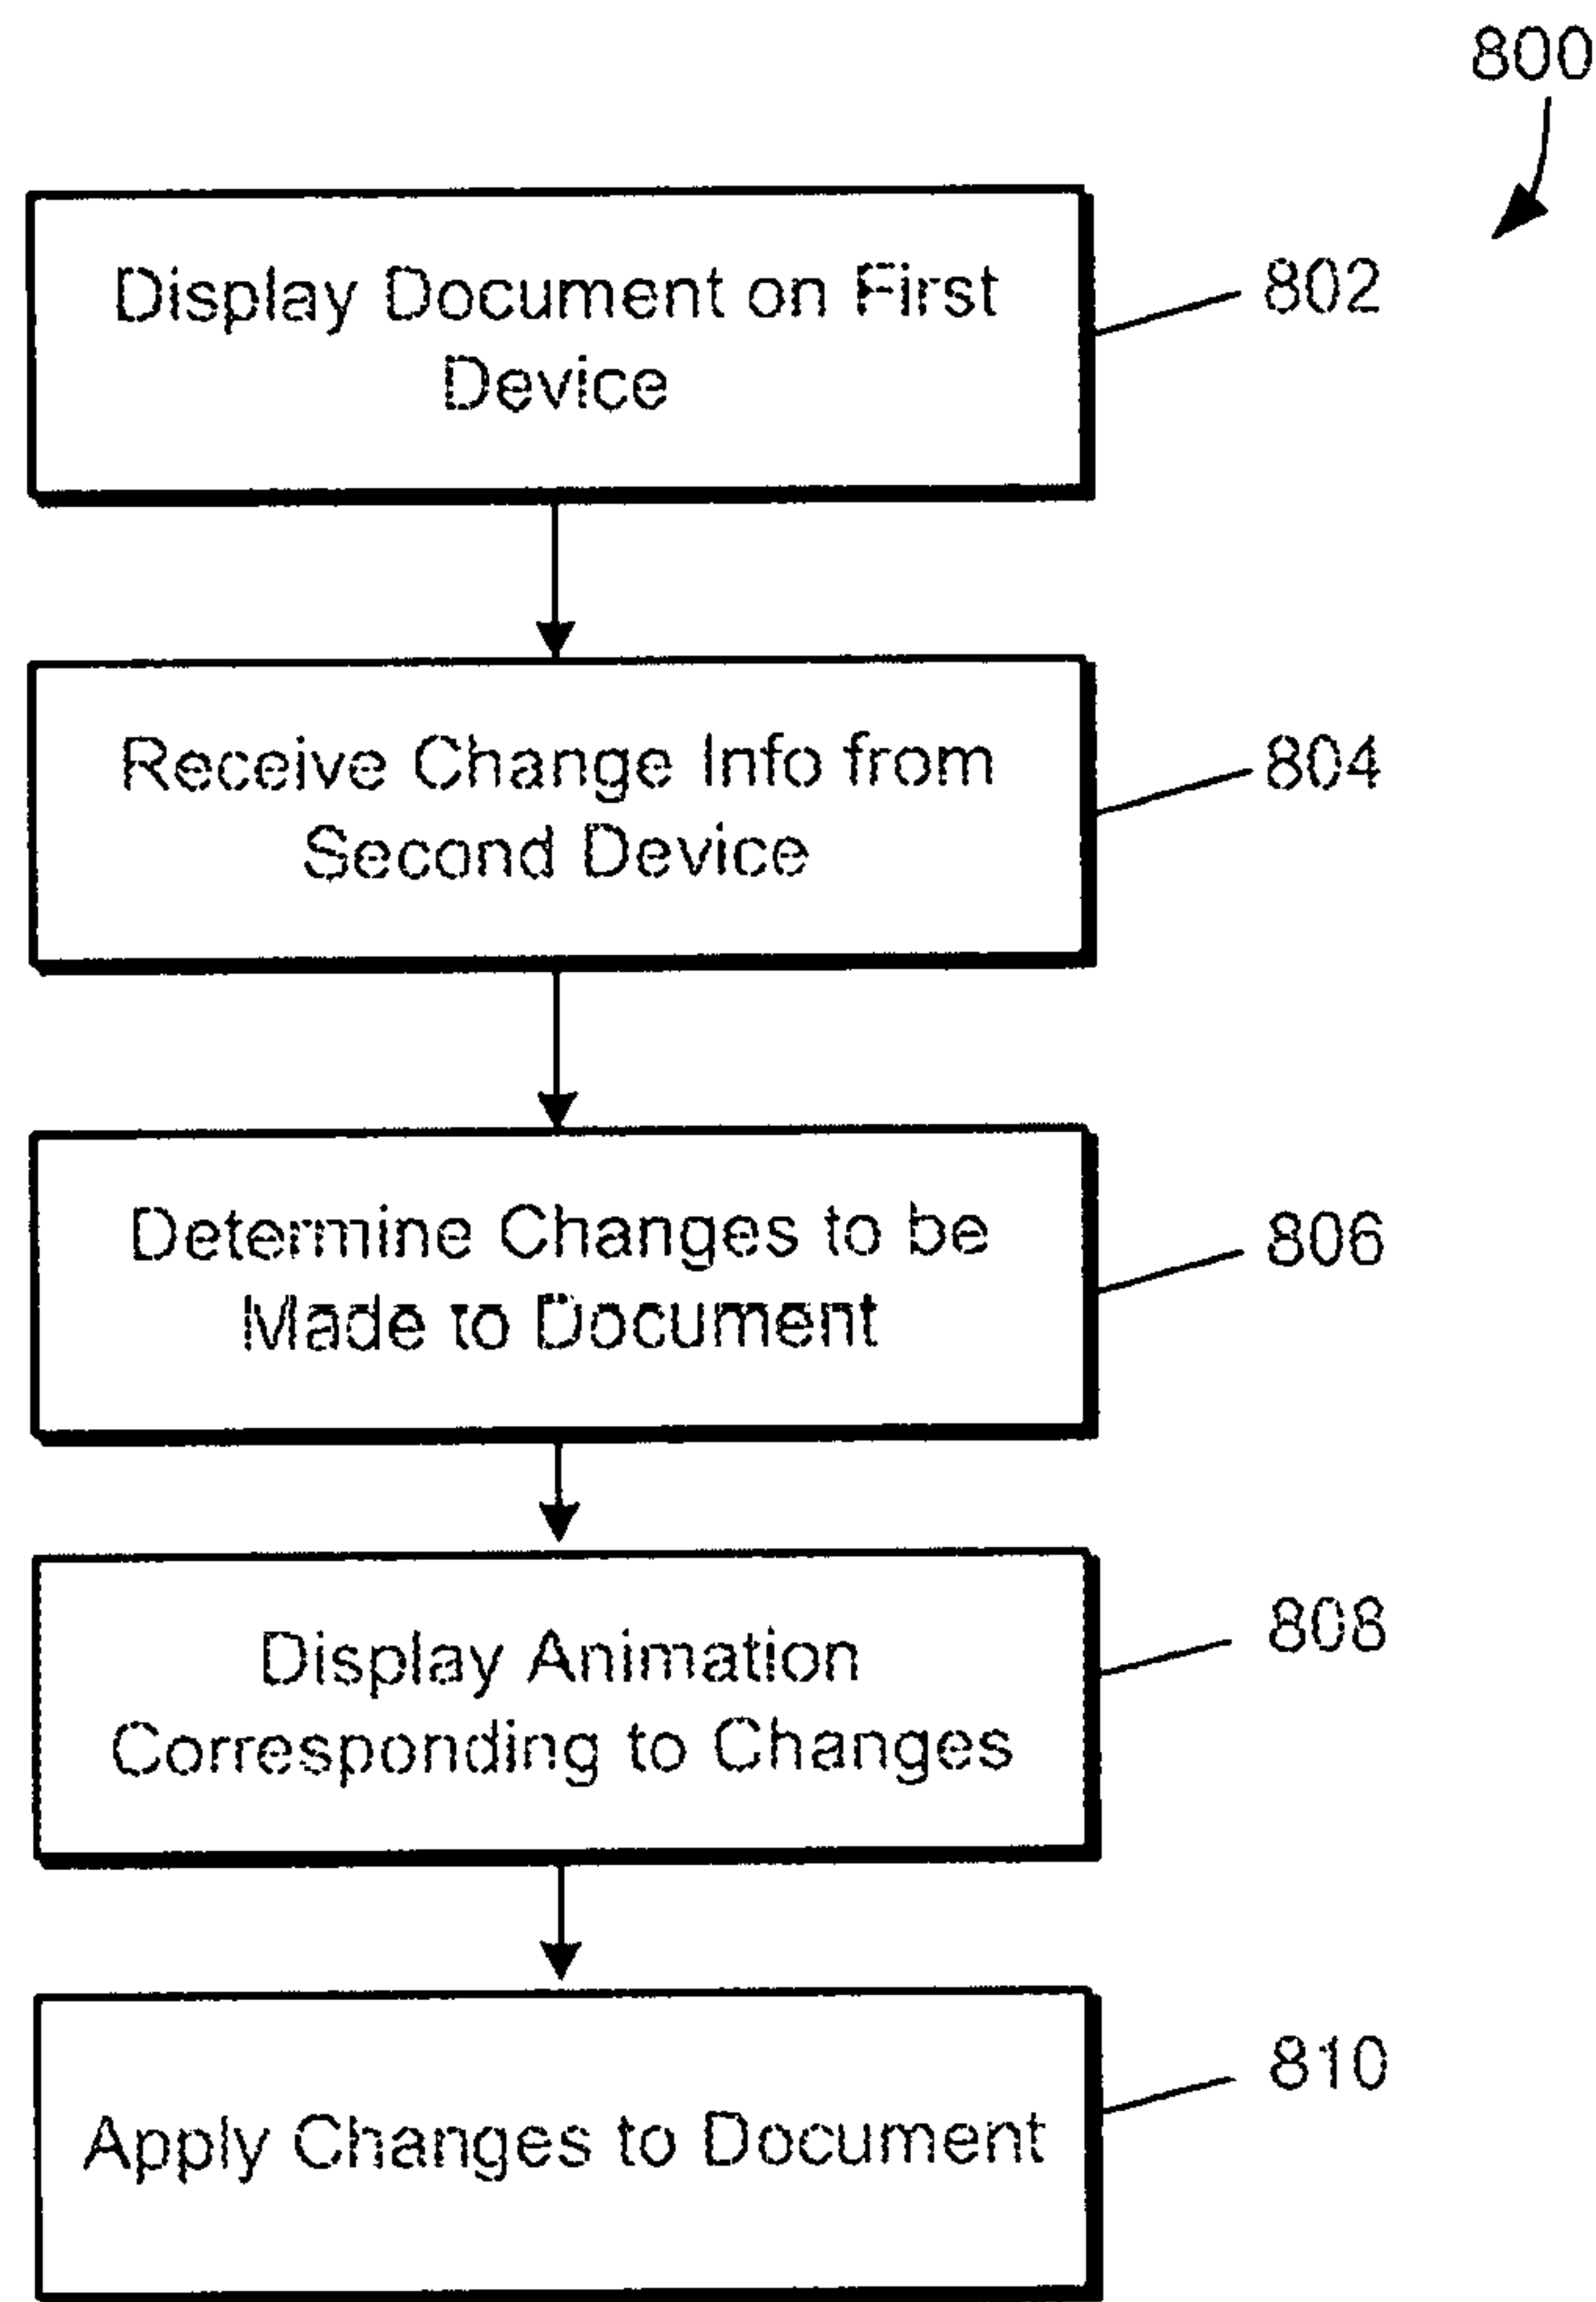 800
Display Document on First
Device
802
Receive Change Info from
Second Device
804
Determine Changes to be
Made to Document
806
Display Animation
Corresponding to Changes
808
Apply Changes to Document
810